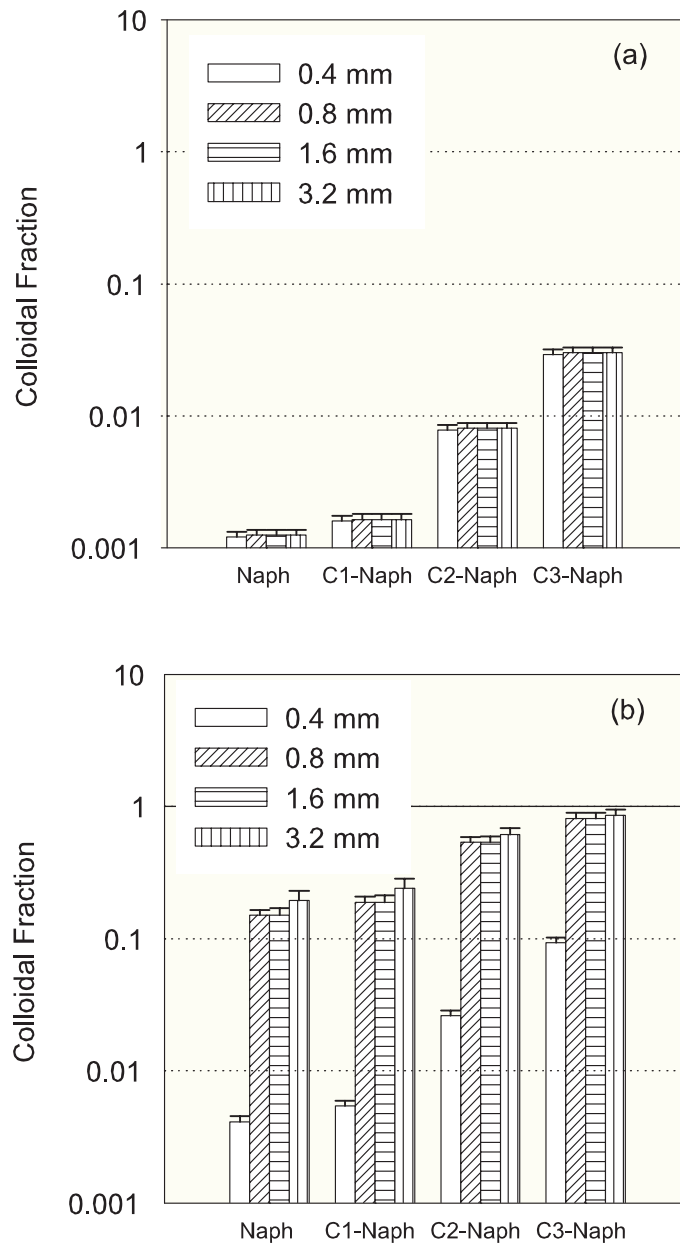 10
(a)
0.4 mm
0.8 mm
1
1.6 mm
3.2 mm
0.1
0.01
0.001
Colloidal Fraction
Naph C1-Naph C2-Naph C3-Naph
10
(b)
0.4 mm
0.8 mm
1
1.6 mm
3.2 mm
0.1
0.01
0.001
Colloidal Fraction
Naph C1-Naph C2-Naph C3-Naph